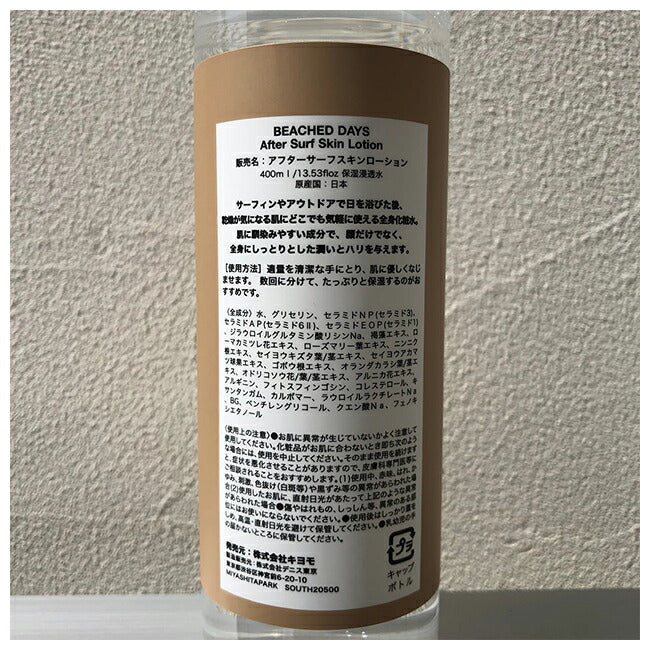 BEACHED DAYS
After Surf Skin Lotion
販売名：アフターサーフスキンローション
400ｍｌ/13.53floz 保湿浸透水
原産国：日本
サーフィンやアウトドアで日を浴びた後、
乾燥が気になる肌にどこでも気軽に使える全身化粧水。
肌に馴染みやすい成分で、顔だけでなく、
全身にしっとりとした潤いとハリを与えます。
［使用方法］適量を清潔な手にとり、肌に優しくなじ
ませます。 数回に分けて、たっぷりと保湿するのがお
すすめです。
〈全成分〉水、グリセリン、セラミドNP(セラミド3)、
セラミドAP(セラミド6Ⅱ)、セラミドEOP(セラミド1)
、ジラウロイルグルタミン酸リシンNa、褐藻エキス、ロ
ーマカミツレ花エキス、ローズマリー葉エキス、ニンニク
根エキス、セイヨウキズタ葉/茎エキス、セイヨウアカマ
ツ球果エキス、ゴボウ根エキス、オランダカラシ葉/茎エ
キス、オドリコソウ花/葉/茎エキス、アルニカ花エキス、
アルギニン、フィトスフィンゴシン、コレステロール、キ
サンタンガム、カルボマー、ラウロイルラクチレートNa
、BG、ペンチレングリコール、クエン酸Ｎａ、フェノキ
シエタノール
〈使用上の注意〉●お肌に異常が生じていないかよく注意して
使用してください。化粧品がお肌に合わないとき即ち次のよう
な場合には、使用を中止してください。そのまま使用を続けます
と、症状を悪化させることがありますので、皮膚科専門医等に
ご相談されることをおすすめします。(1)使用中、赤味、はれ、か
ゆみ、刺激、色抜け(白斑等)や黒ずみ等の異常があらわれた場
合(2)使用したお肌に、直射日光があたって上記のような異常
があらわれた場合●傷やはれもの、しっしん等、異常のある部
位にはお使いにならないでください。●使用後はしっかり蓋を
しめ、高温・直射日光を避けて保管してください。●乳幼児の手
の届かないところに保管してください。
発売元：株式会社キヨモ
製品販売元：株式会社デニス東京
東京都渋谷区神宮前6-20-10
MIYASHITAPARK SOUTH20500
プラ
キャップ
ボトル